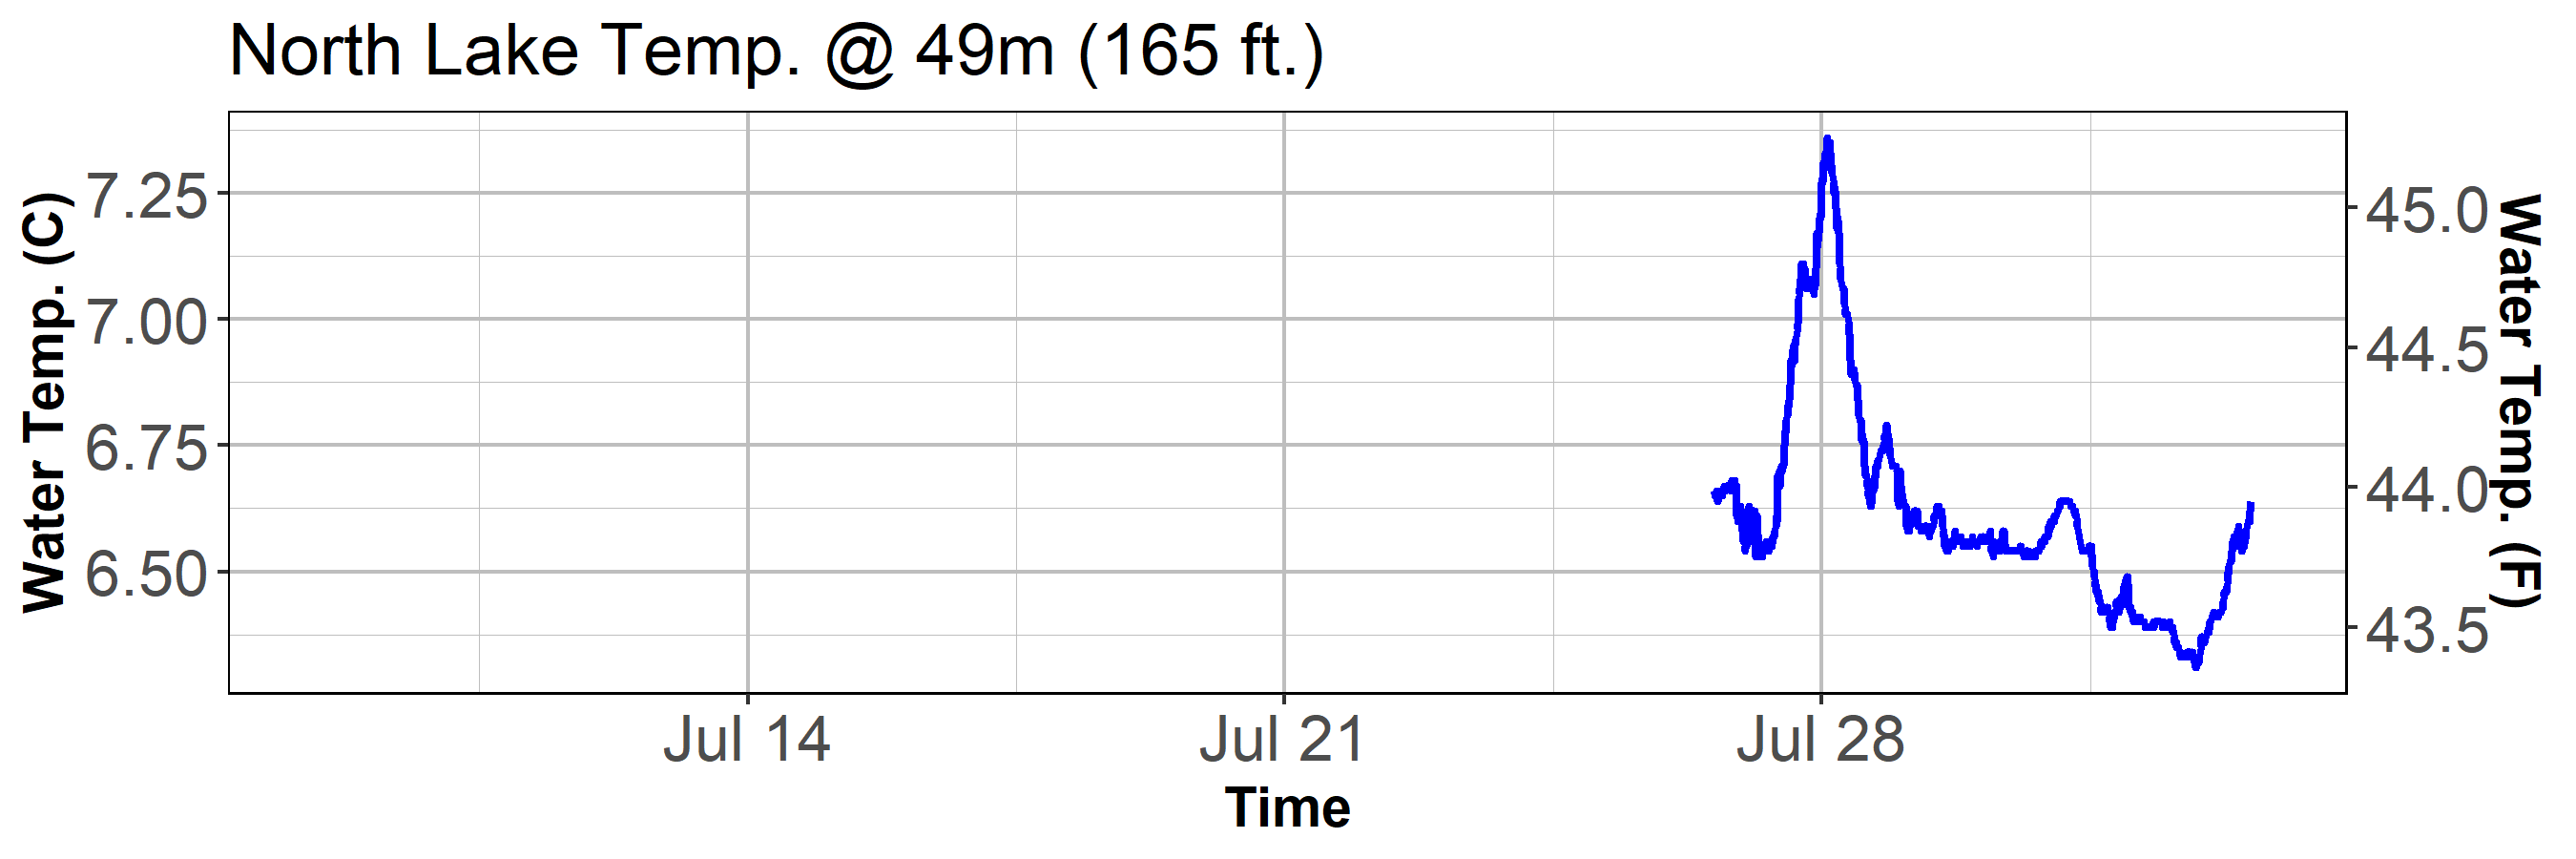 North Lake Temp. @ 49m (165 ft.)
Water Temp. (C)
7.25
7.00
6.75
6.50
45.0
44.5
44.0
43.5
Water Temp. (F)
Jul 14
Jul 21
Jul 28
Time